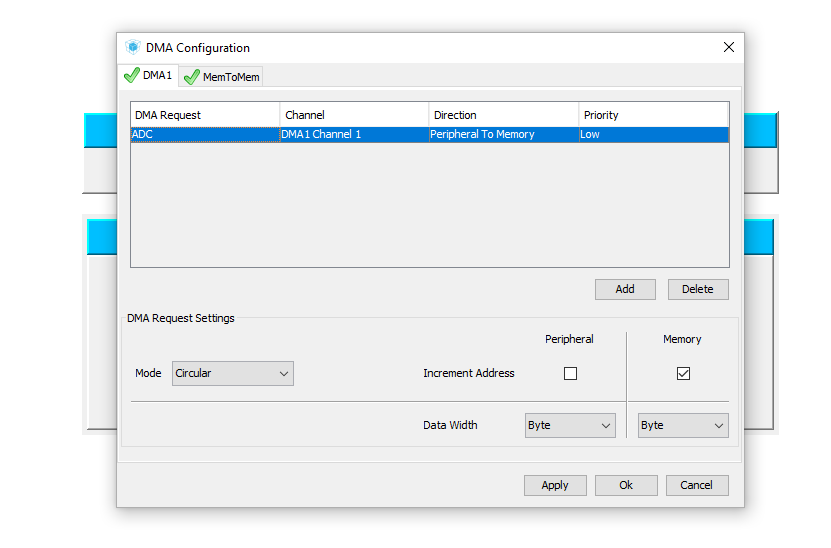 DMA Configuration
DMA1 MemToMem
DMA Request Channel Direction Priority
ADC DMA1 Channel 1 Peripheral To Memory Low
Add Delete
DMA Request Settings
Peripheral Memory
Mode Circular Increment Address
Data Width Byte Byte
Apply Ok Cancel